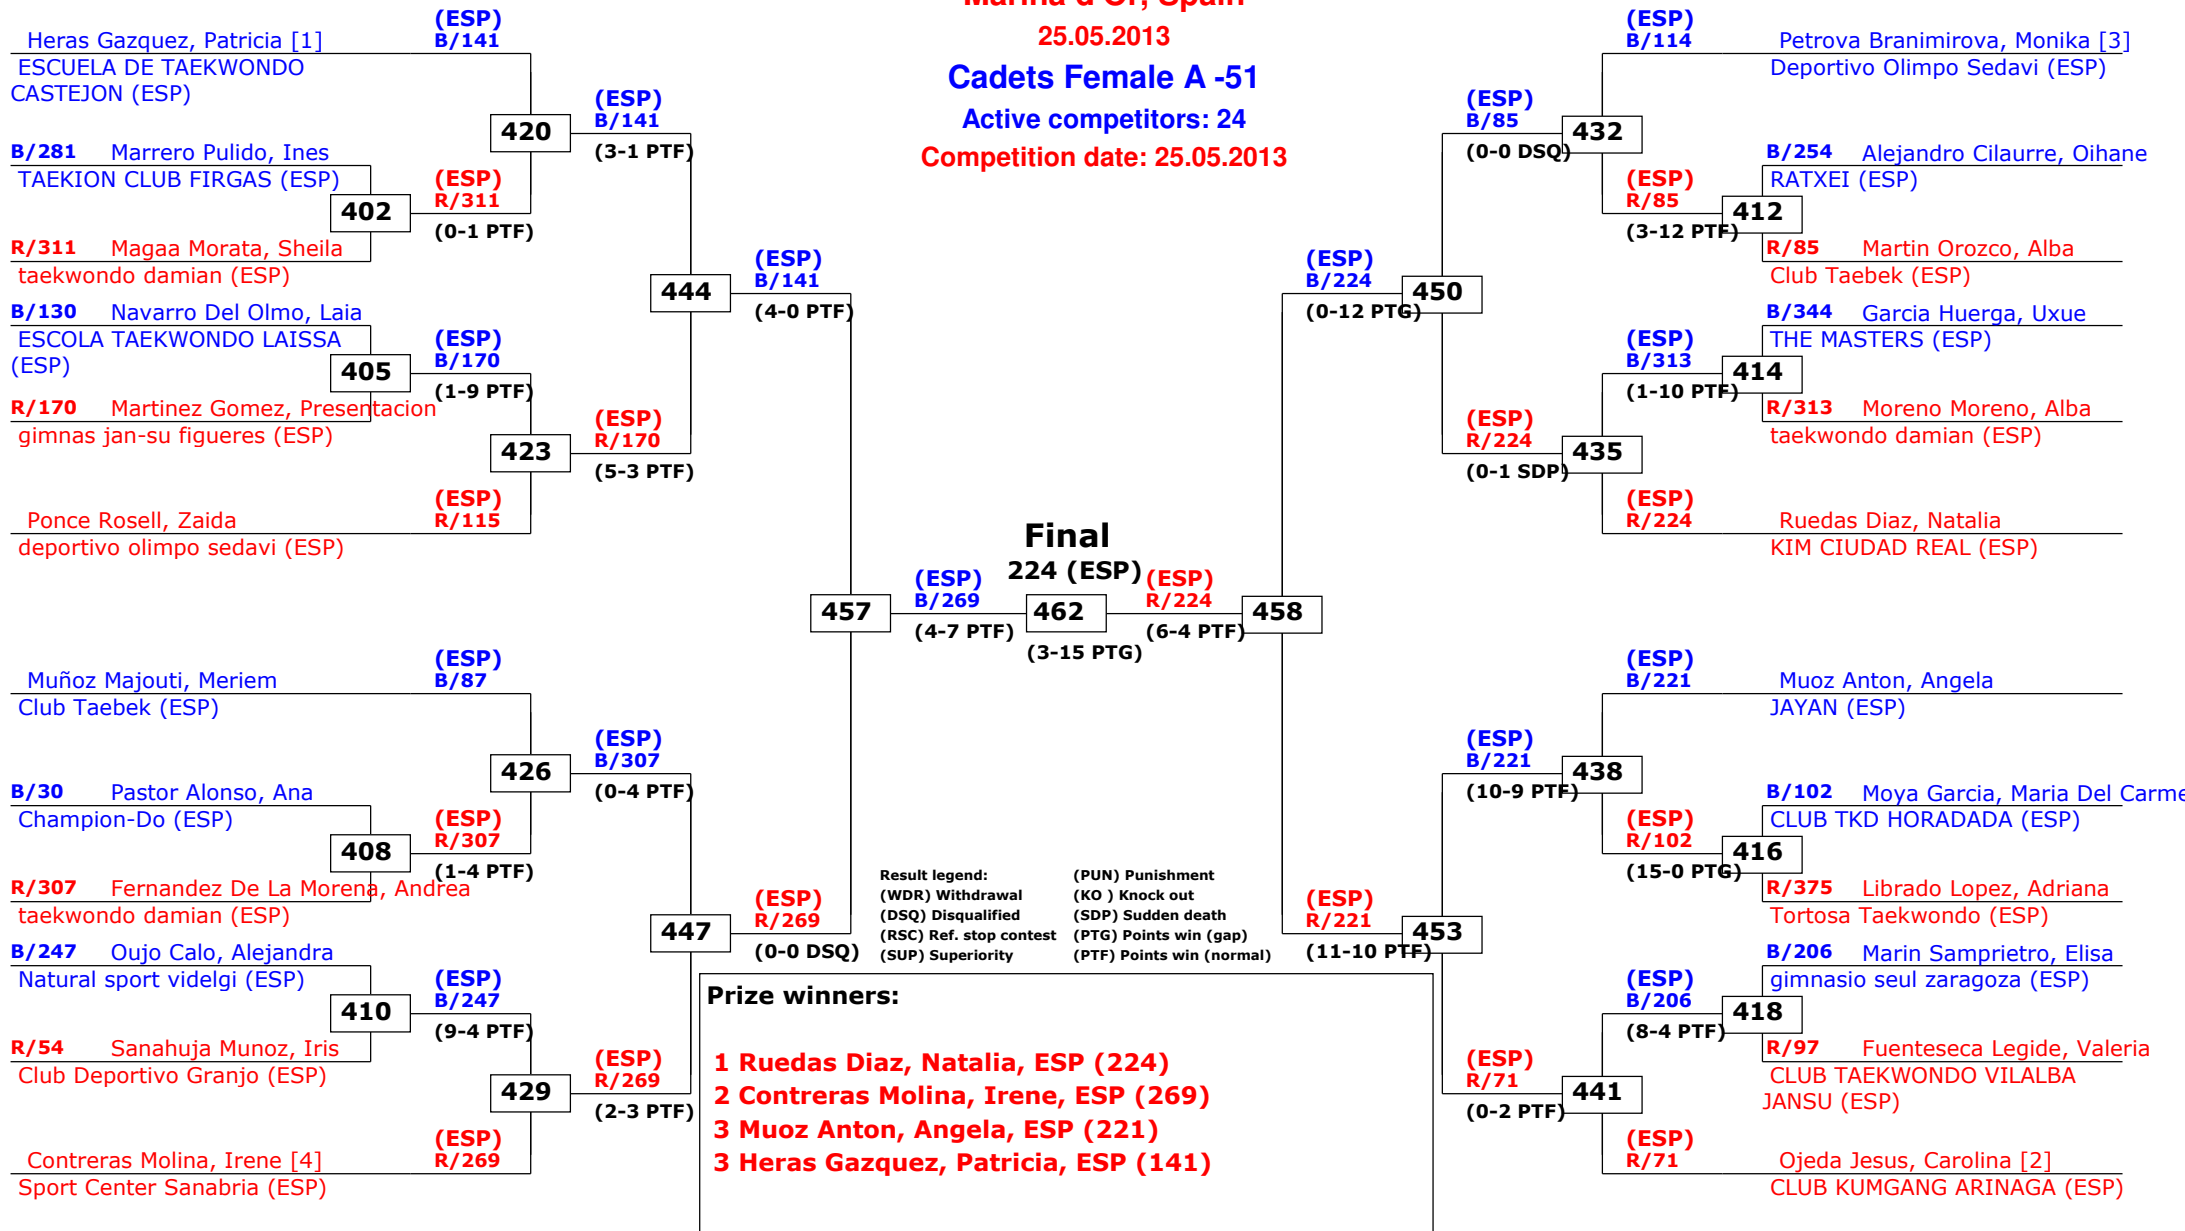 Marina d'Or, Spain
25.05.2013
Cadets Female A -51
Active competitors: 24
Competition date: 25.05.2013
(ESP)
Heras Gazquez, Patricia [1] B/141
ESCUELA DE TAEKWONDO
CASTEJON (ESP)
B/281 Marrero Pulido, Ines
TAEKION CLUB FIRGAS (ESP)
402
R/311 Magaa Morata, Sheila
taekwondo damian (ESP)
(ESP)
R/311
(0-1 PTF)
420
(ESP)
B/141
(3-1 PTF)
B/130 Navarro Del Olmo, Laia
ESCOLA TAEKWONDO LAISSA
(ESP)
405
R/170 Martinez Gomez, Presentacion
gimnas jan-su figueres (ESP)
(ESP)
B/170
(1-9 PTF)
423
(ESP)
R/170
(5-3 PTF)
(ESP)
Ponce Rosell, Zaida R/115
deportivo olimpo sedavi (ESP)
444
(ESP)
B/141
(4-0 PTF)
(ESP)
Muñoz Majouti, Meriem B/87
Club Taebek (ESP)
B/30 Pastor Alonso, Ana
Champion-Do (ESP)
408
R/307 Fernandez De La Morena, Andrea
taekwondo damian (ESP)
(ESP)
R/307
(1-4 PTF)
426
(ESP)
B/307
(0-4 PTF)
B/247 Oujo Calo, Alejandra
Natural sport videlgi (ESP)
410
R/54 Sanahuja Munoz, Iris
Club Deportivo Granjo (ESP)
(ESP)
B/247
(9-4 PTF)
429
(ESP)
R/269
(2-3 PTF)
(ESP)
Contreras Molina, Irene [4] R/269
Sport Center Sanabria (ESP)
447
(ESP)
R/269
(0-0 DSQ)
457
(ESP)
B/269
(4-7 PTF)
Final
224 (ESP)
462
(3-15 PTG)
(ESP)
R/224
(6-4 PTF)
458
(ESP)
B/224
(0-12 PTG)
450
(ESP)
B/85
(0-0 DSQ)
432
(ESP)
B/114 Petrova Branimirova, Monika [3]
Deportivo Olimpo Sedavi (ESP)
(ESP)
R/85
(3-12 PTF)
412
B/254 Alejandro Cilaurre, Oihane
RATXEI (ESP)
R/85 Martin Orozco, Alba
Club Taebek (ESP)
(ESP)
R/224
(0-1 SDP)
435
(ESP)
B/313
(1-10 PTF)
414
B/344 Garcia Huerga, Uxue
THE MASTERS (ESP)
R/313 Moreno Moreno, Alba
taekwondo damian (ESP)
(ESP)
R/224 Ruedas Diaz, Natalia
KIM CIUDAD REAL (ESP)
(ESP)
R/221
(11-10 PTF)
453
(ESP)
B/221
(10-9 PTF)
438
(ESP)
B/221 Muoz Anton, Angela
JAYAN (ESP)
(ESP)
R/102
(15-0 PTG)
416
B/102 Moya Garcia, Maria Del Carme
CLUB TKD HORADADA (ESP)
R/375 Librado Lopez, Adriana
Tortosa Taekwondo (ESP)
(ESP)
R/71
(0-2 PTF)
441
(ESP)
B/206
(8-4 PTF)
418
B/206 Marin Samprietro, Elisa
gimnasio seul zaragoza (ESP)
R/97 Fuenteseca Legide, Valeria
CLUB TAEKWONDO VILALBA
JANSU (ESP)
(ESP)
R/71 Ojeda Jesus, Carolina [2]
CLUB KUMGANG ARINAGA (ESP)
Result legend: (PUN) Punishment
(WDR) Withdrawal (KO ) Knock out
(DSQ) Disqualified (SDP) Sudden death
(RSC) Ref. stop contest (PTG) Points win (gap)
(SUP) Superiority (PTF) Points win (normal)
Prize winners:
1 Ruedas Diaz, Natalia, ESP (224)
2 Contreras Molina, Irene, ESP (269)
3 Muoz Anton, Angela, ESP (221)
3 Heras Gazquez, Patricia, ESP (141)